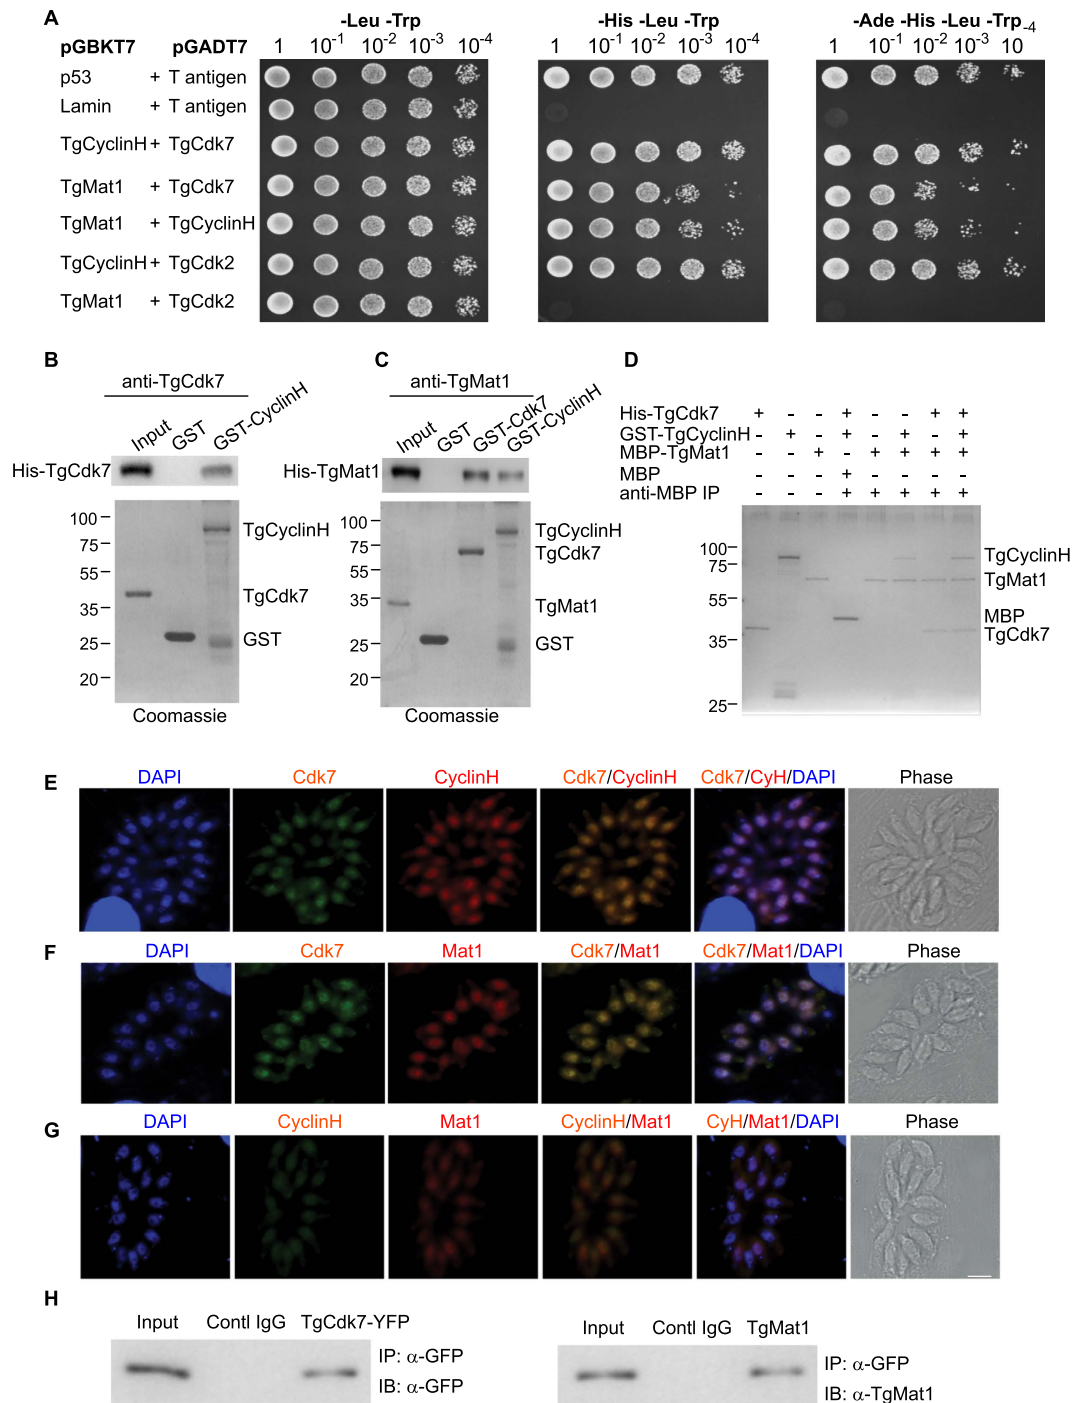 A
-Leu -Trp
-His -Leu -Trp
-Ade -His -Leu -Trp
pGBKT7 pGADT7
1 10-1 10-2 10-3 10-4
1 10-1 10-2 10-3 10-4
1 10-1 10-2 10-3 10 -4
p53 + T antigen
Lamin + T antigen
TgCyclinH + TgCdk7
TgMat1 + TgCdk7
TgMat1 + TgCyclinH
TgCyclinH + TgCdk2
TgMat1 + TgCdk2
B
anti-TgCdk7
Input GST GST-CyclinH
His-TgCdk7
100
75
55
35
25
20
TgCyclinH
TgCdk7
GST
Coomassie
C
anti-TgMat1
Input GST GST-Cdk7 GST-CyclinH
His-TgMat1
100
75
55
35
25
20
TgCyclinH
TgCdk7
TgMat1
GST
Coomassie
D
His-TgCdk7 + - - + - - + +
GST-TgCyclinH - + - + - + - +
MBP-TgMat1 - - + - + + + +
MBP - - - + - - - -
anti-MBP IP - - - + + + + +
100
75
55
35
25
TgCyclinH
TgMat1
MBP
TgCdk7
E
DAPI Cdk7 CyclinH Cdk7/CyclinH Cdk7/CyH/DAPI Phase
F
DAPI Cdk7 Mat1 Cdk7/Mat1 Cdk7/Mat1/DAPI Phase
G
DAPI CyclinH Mat1 CyclinH/Mat1 CyH/Mat1/DAPI Phase
H
Input Contl IgG TgCdk7-YFP
IP: α-GFP
IB: α-GFP
Input Contl IgG TgMat1
IP: α-GFP
IB: α-TgMat1